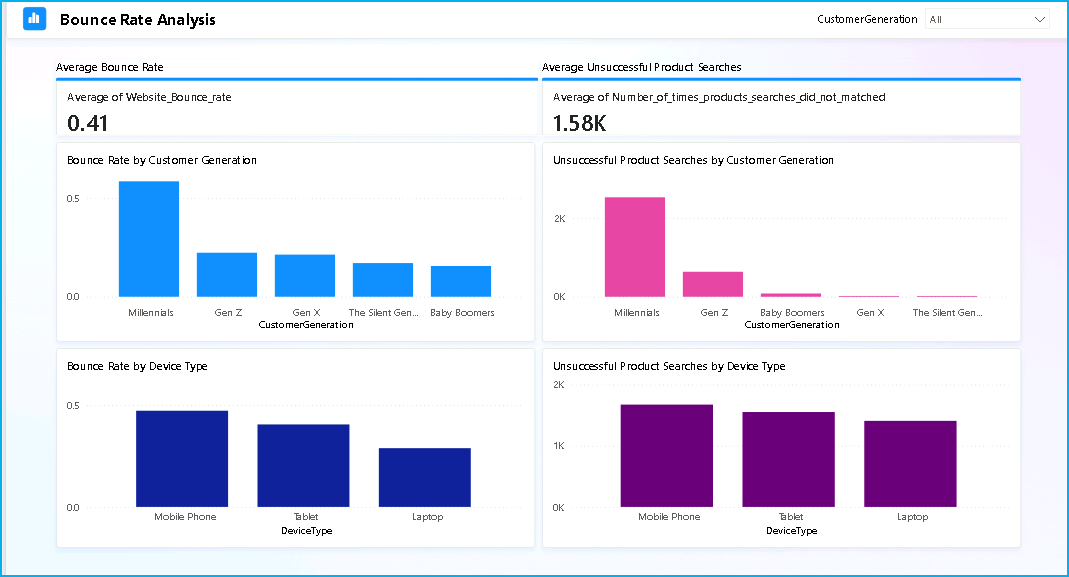 Bounce Rate Analysis
CustomerGeneration All
Average Bounce Rate
Average of Website_Bounce_rate
0.41
Average Unsuccessful Product Searches
Average of Number_of_times_products_searches_did_not_matched
1.58K
Bounce Rate by Customer Generation
0.5
0.0
Millennials Gen Z Gen X The Silent Gen... Baby Boomers
CustomerGeneration
Unsuccessful Product Searches by Customer Generation
2K
0K
Millennials Gen Z Baby Boomers Gen X The Silent Gen...
CustomerGeneration
Bounce Rate by Device Type
0.5
0.0
Mobile Phone Tablet Laptop
DeviceType
Unsuccessful Product Searches by Device Type
2K
1K
0K
Mobile Phone Tablet Laptop
DeviceType